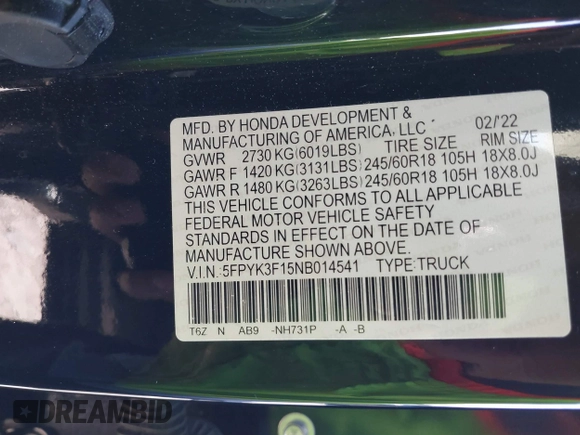 MFD. BY HONDA DEVELOPMENT &
MANUFACTURING OF AMERICA, LLC 02/'22
GVWR 2730 KG(6019LBS) TIRE SIZE RIM SIZE
GAWR F 1420 KG(3131LBS) 245/60R18 105H 18X8.0J
GAWR R 1480 KG(3263LBS) 245/60R18 105H 18X8.0J
THIS VEHICLE CONFORMS TO ALL APPLICABLE
FEDERAL MOTOR VEHICLE SAFETY
STANDARDS IN EFFECT ON THE DATE OF
MANUFACTURE SHOWN ABOVE.
V.I.N.:5FPYK3F15NB014541 TYPE:TRUCK
T6Z N AB9 -NH731P -A -B
DREAMBID